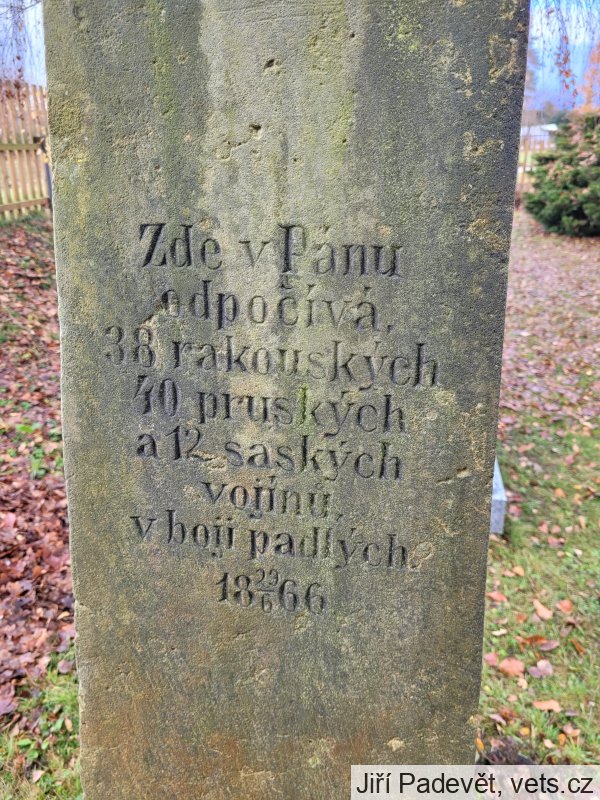 Zde v Pánu
odpočívá,
38 rakouských
40 pruských
a 12 saských
vojínů,
v boji padlých
18 29/6 66
Jiří Padevět, vets.cz